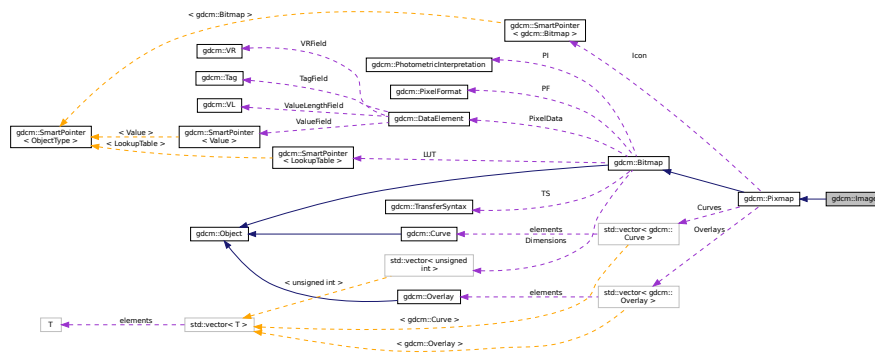 < gdcm::Bitmap >
gdcm::SmartPointer
< gdcm::Bitmap >
VRField
gdcm::VR
PI
Icon
gdcm::PhotometricInterpretation
TagField
gdcm::Tag
PF
gdcm::PixelFormat
gdcm::VL
ValueLengthField
ValueField
gdcm::DataElement
PixelData
gdcm::SmartPointer
< ObjectType >
< Value >
gdcm::SmartPointer
< Value >
< LookupTable >
gdcm::SmartPointer
< LookupTable >
LUT
gdcm::Bitmap
TS
gdcm::TransferSyntax
gdcm::Pixmap
gdcm::Image
Curves
gdcm::Object
gdcm::Curve
elements
std::vector< gdcm::
Curve >
Overlays
Dimensions
std::vector< unsigned
int >
< unsigned int >
gdcm::Overlay
elements
std::vector< gdcm::
Overlay >
T
elements
std::vector< T >
< gdcm::Curve >
< gdcm::Overlay >